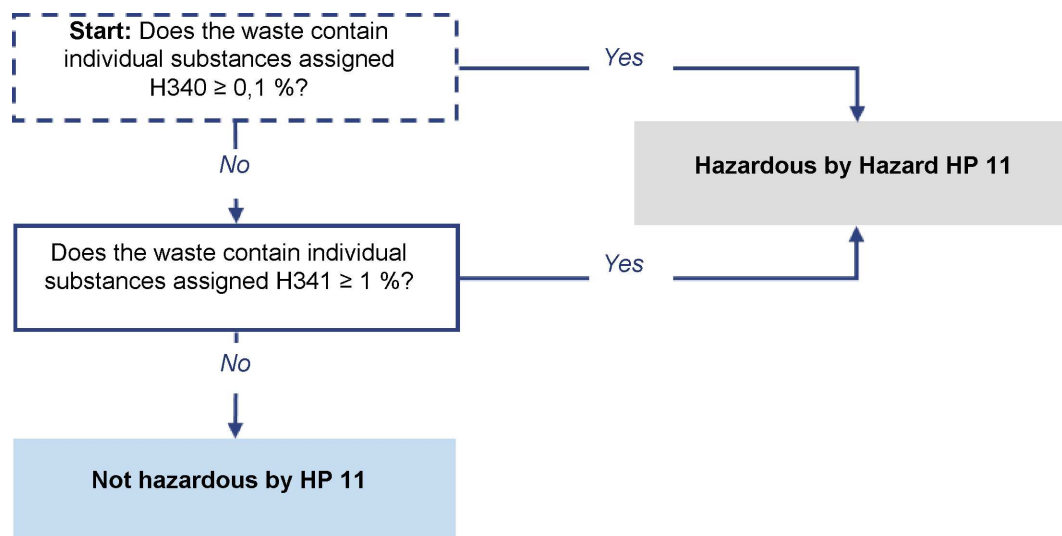 Start: Does the waste contain
individual substances assigned
H340 ≥ 0,1 %?
Yes
Hazardous by Hazard HP 11
No
Does the waste contain individual
substances assigned H341 ≥ 1 %?
Yes
No
Not hazardous by HP 11